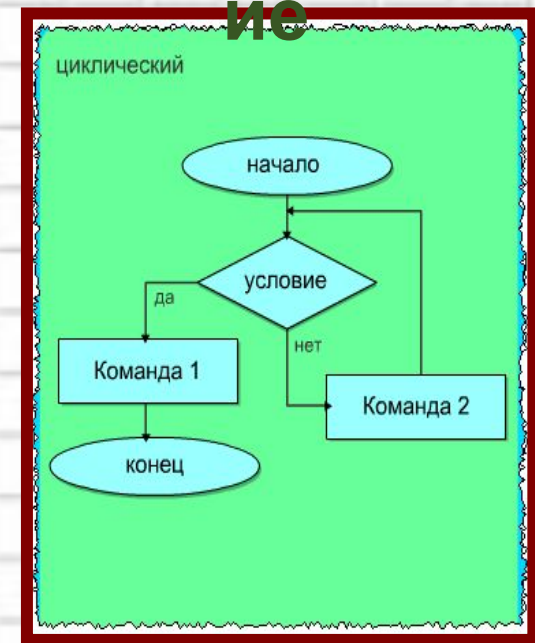 ие
циклический
начало
условие
да
нет
Команда 1
Команда 2
конец